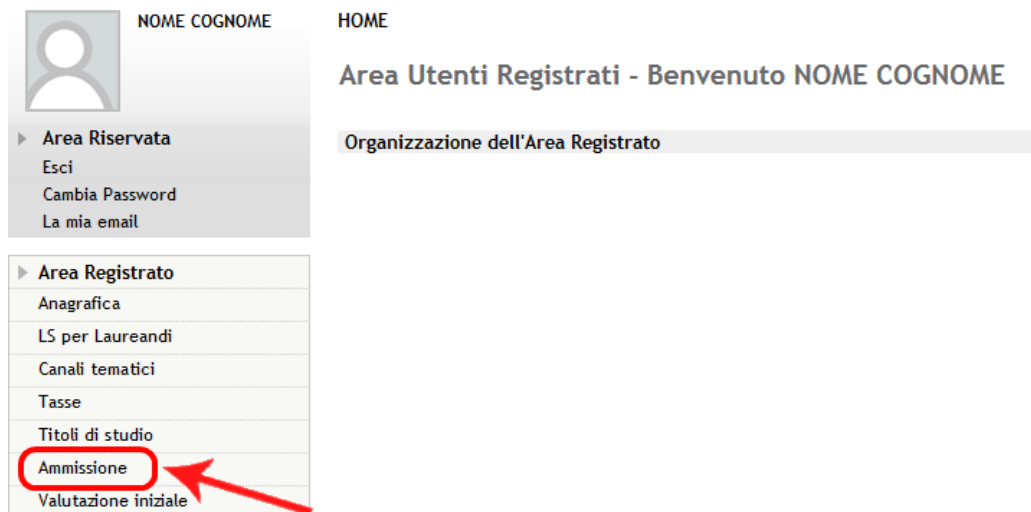 NOME COGNOME
Area Riservata
Esci
Cambia Password
La mia email
Area Registrato
Anagrafica
LS per Laureandi
Canali tematici
Tasse
Titoli di studio
Ammissione
Valutazione iniziale
HOME
Area Utenti Registrati - Benvenuto NOME COGNOME
Organizzazione dell'Area Registrato